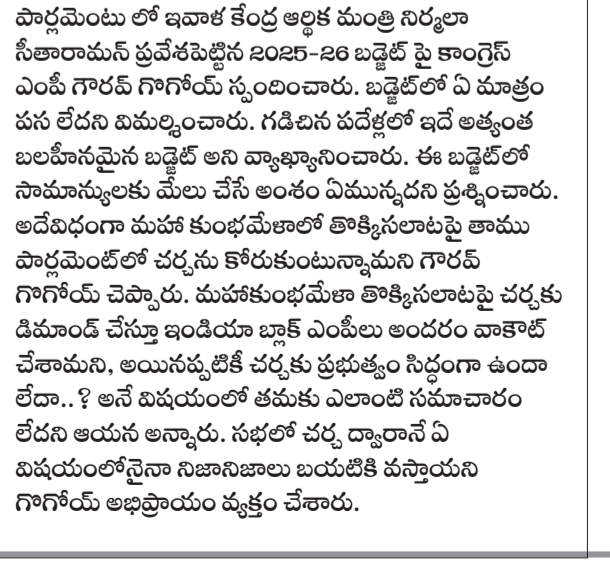 పార్లమెంటు లో ఇవాళ కేంద్ర ఆర్థిక మంత్రి నిర్మలా
సీతారామన్ ప్రవేశపెట్టిన 2025-26 బడ్జెట్ పై కాంగ్రెస్
ఎంపీ గౌరవ్ గొగోయ్ స్పందించారు. బడ్జెట్‌లో ఏ మాత్రం
పస లేదని విమర్శించారు. గడిచిన పదేళ్లలో ఇదే అత్యంత
బలహీనమైన బడ్జెట్ అని వ్యాఖ్యానించారు. ఈ బడ్జెట్‌లో
సామాన్యులకు మేలు చేసే అంశం ఏమున్నదని ప్రశ్నించారు.
అదేవిధంగా మహా కుంభమేళాలో తొక్కిసలాటపై తాము
పార్లమెంట్‌లో చర్చను కోరుకుంటున్నామని గౌరవ్
గొగోయ్ చెప్పారు. మహాకుంభమేళా తొక్కిసలాటపై చర్చకు
డిమాండ్ చేస్తూ ఇండియా బ్లాక్ ఎంపీలు అందరం వాకౌట్
చేశామని, అయినప్పటికీ చర్చకు ప్రభుత్వం సిద్ధంగా ఉందా
లేదా..? అనే విషయంలో తమకు ఎలాంటి సమాచారం
లేదని ఆయన అన్నారు. సభలో చర్చ ద్వారానే ఏ
విషయంలోనైనా నిజానిజాలు బయటికి వస్తాయని
గొగోయ్ అభిప్రాయం వ్యక్తం చేశారు.